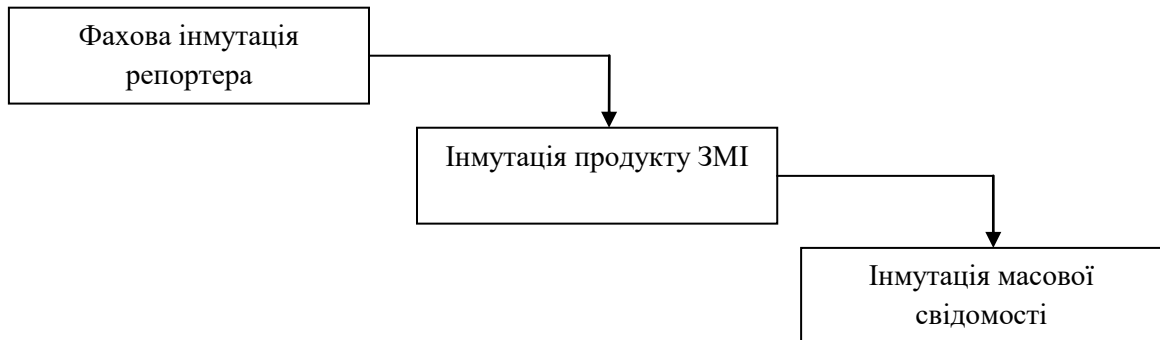 Фахова інмутація
репортера
Інмутація продукту ЗМІ
Інмутація масової
свідомості